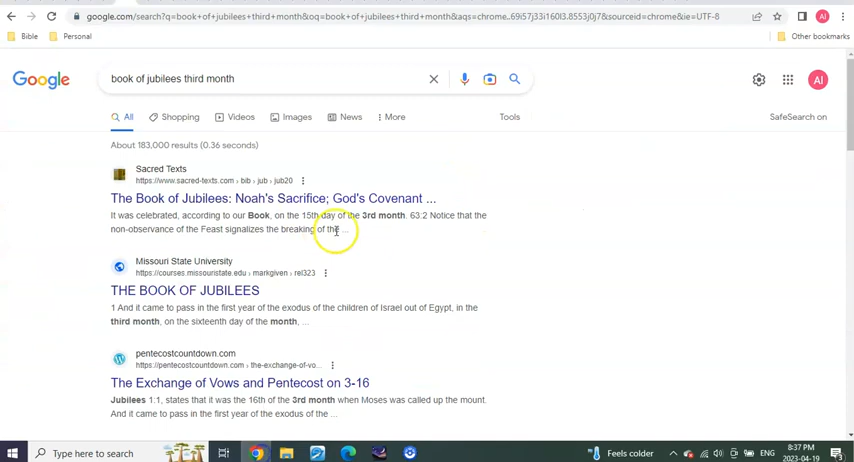 google.com/search?q=book+of+jubilees+third+month&oq=book+of+jubilees+third+month&aqs=chrome..69i57j33i160l3.8553j0j7&sourceid=chrome&ie=UTF-8
AI
Bible
Personal
Other bookmarks
Google
book of jubilees third month
AI
All
Shopping
Videos
Images
News
More
Tools
SafeSearch on
About 183,000 results (0.36 seconds)
Sacred Texts
https://www.sacred-texts.com › bib › jub › jub20
The Book of Jubilees: Noah's Sacrifice; God's Covenant ...
It was celebrated, according to our Book, on the 15th day of the 3rd month. 63:2 Notice that the
non-observance of the Feast signalizes the breaking of the ...
Missouri State University
https://courses.missouristate.edu › markgiven › rel323
THE BOOK OF JUBILEES
1 And it came to pass in the first year of the exodus of the children of Israel out of Egypt, in the
third month, on the sixteenth day of the month, ...
pentecostcountdown.com
https://pentecostcountdown.com › the-exchange-of-vo...
The Exchange of Vows and Pentecost on 3-16
Jubilees 1:1, states that it was the 16th of the 3rd month when Moses was called up the mount.
And it came to pass in the first year of the exodus of the ...
Type here to search
Feels colder
ENG
8:37 PM
2023-04-19
3